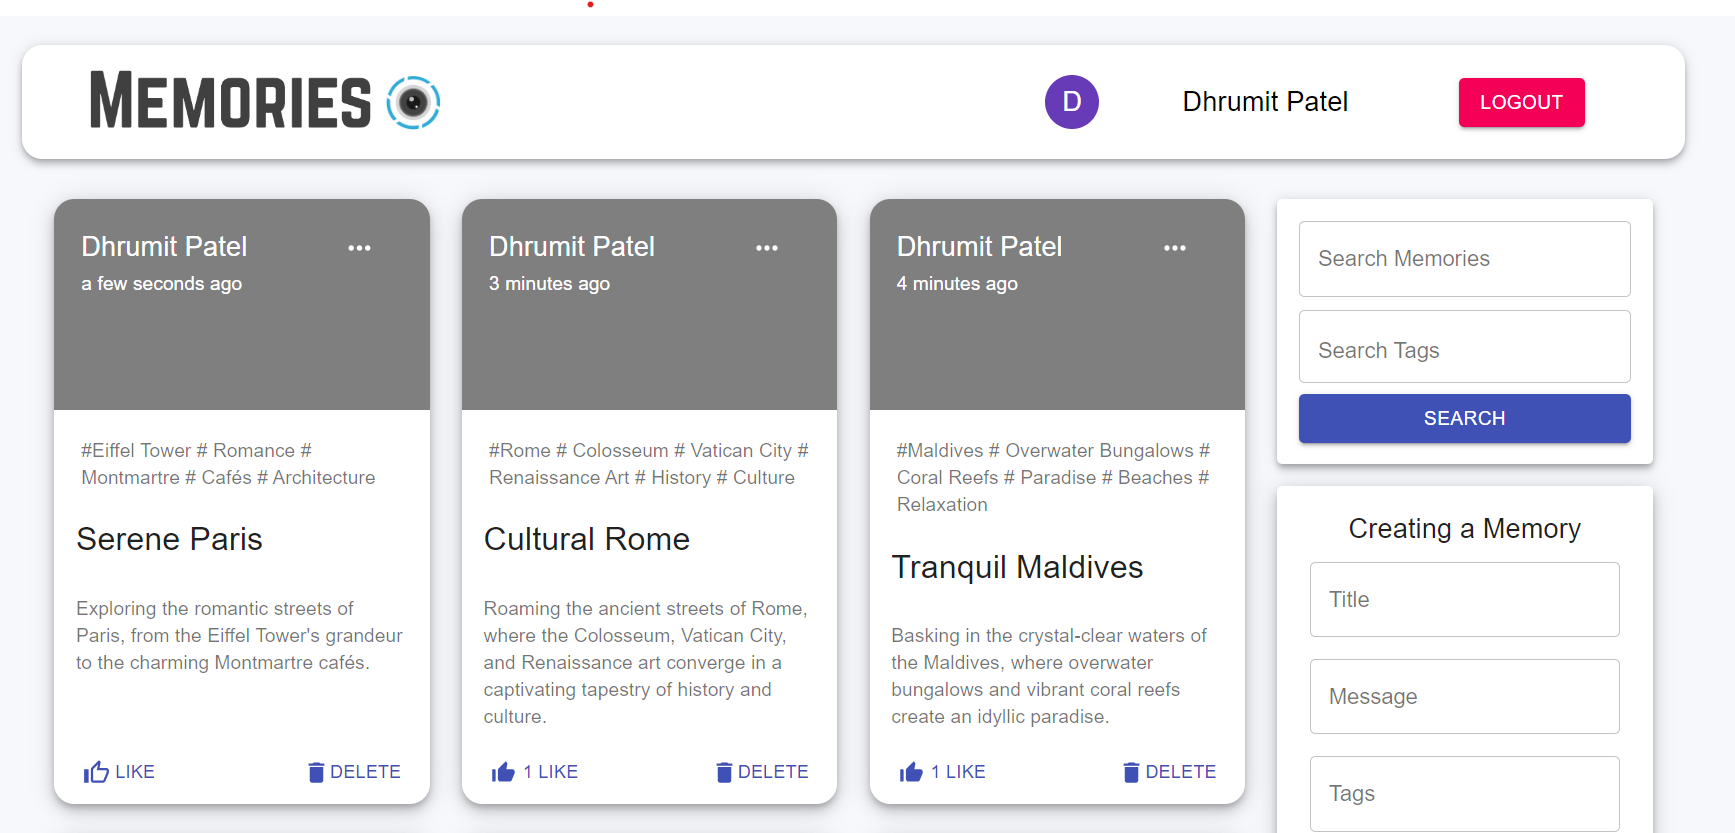 MEMORIES
D
Dhrumit Patel
LOGOUT
Dhrumit Patel
a few seconds ago
#Eiffel Tower # Romance #
Montmartre # Cafés # Architecture
Serene Paris
Exploring the romantic streets of
Paris, from the Eiffel Tower's grandeur
to the charming Montmartre cafés.
LIKE
DELETE
Dhrumit Patel
3 minutes ago
#Rome # Colosseum # Vatican City #
Renaissance Art # History # Culture
Cultural Rome
Roaming the ancient streets of Rome,
where the Colosseum, Vatican City,
and Renaissance art converge in a
captivating tapestry of history and
culture.
1 LIKE
DELETE
Dhrumit Patel
4 minutes ago
#Maldives # Overwater Bungalows #
Coral Reefs # Paradise # Beaches #
Relaxation
Tranquil Maldives
Basking in the crystal-clear waters of
the Maldives, where overwater
bungalows and vibrant coral reefs
create an idyllic paradise.
1 LIKE
DELETE
Search Memories
Search Tags
SEARCH
Creating a Memory
Title
Message
Tags